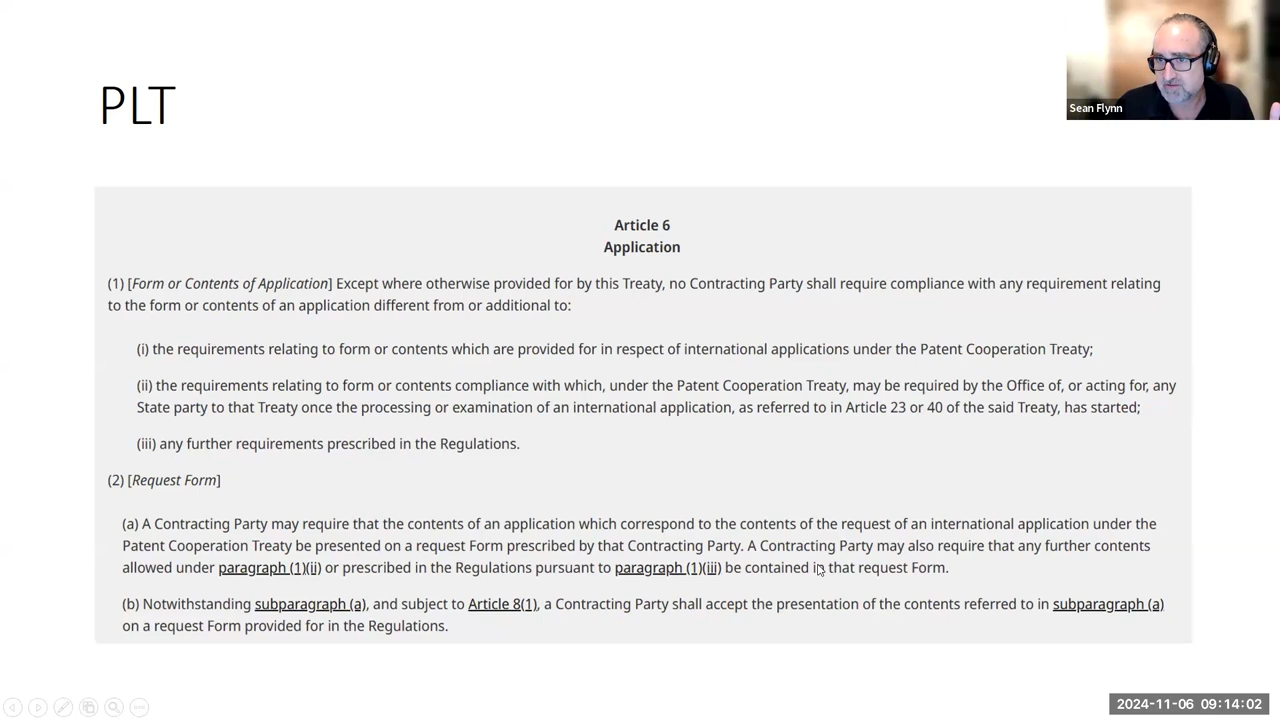 PLT
Sean Flynn
Article 6
Application
(1) [Form or Contents of Application] Except where otherwise provided for by this Treaty, no Contracting Party shall require compliance with any requirement relating
to the form or contents of an application different from or additional to:
(i) the requirements relating to form or contents which are provided for in respect of international applications under the Patent Cooperation Treaty;
(ii) the requirements relating to form or contents compliance with which, under the Patent Cooperation Treaty, may be required by the Office of, or acting for, any
State party to that Treaty once the processing or examination of an international application, as referred to in Article 23 or 40 of the said Treaty, has started;
(iii) any further requirements prescribed in the Regulations.
(2) [Request Form]
(a) A Contracting Party may require that the contents of an application which correspond to the contents of the request of an international application under the
Patent Cooperation Treaty be presented on a request Form prescribed by that Contracting Party. A Contracting Party may also require that any further contents
allowed under paragraph (1)(ii) or prescribed in the Regulations pursuant to paragraph (1)(iii) be contained in that request Form.
(b) Notwithstanding subparagraph (a), and subject to Article 8(1), a Contracting Party shall accept the presentation of the contents referred to in subparagraph (a)
on a request Form provided for in the Regulations.
2024-11-06 09:14:02